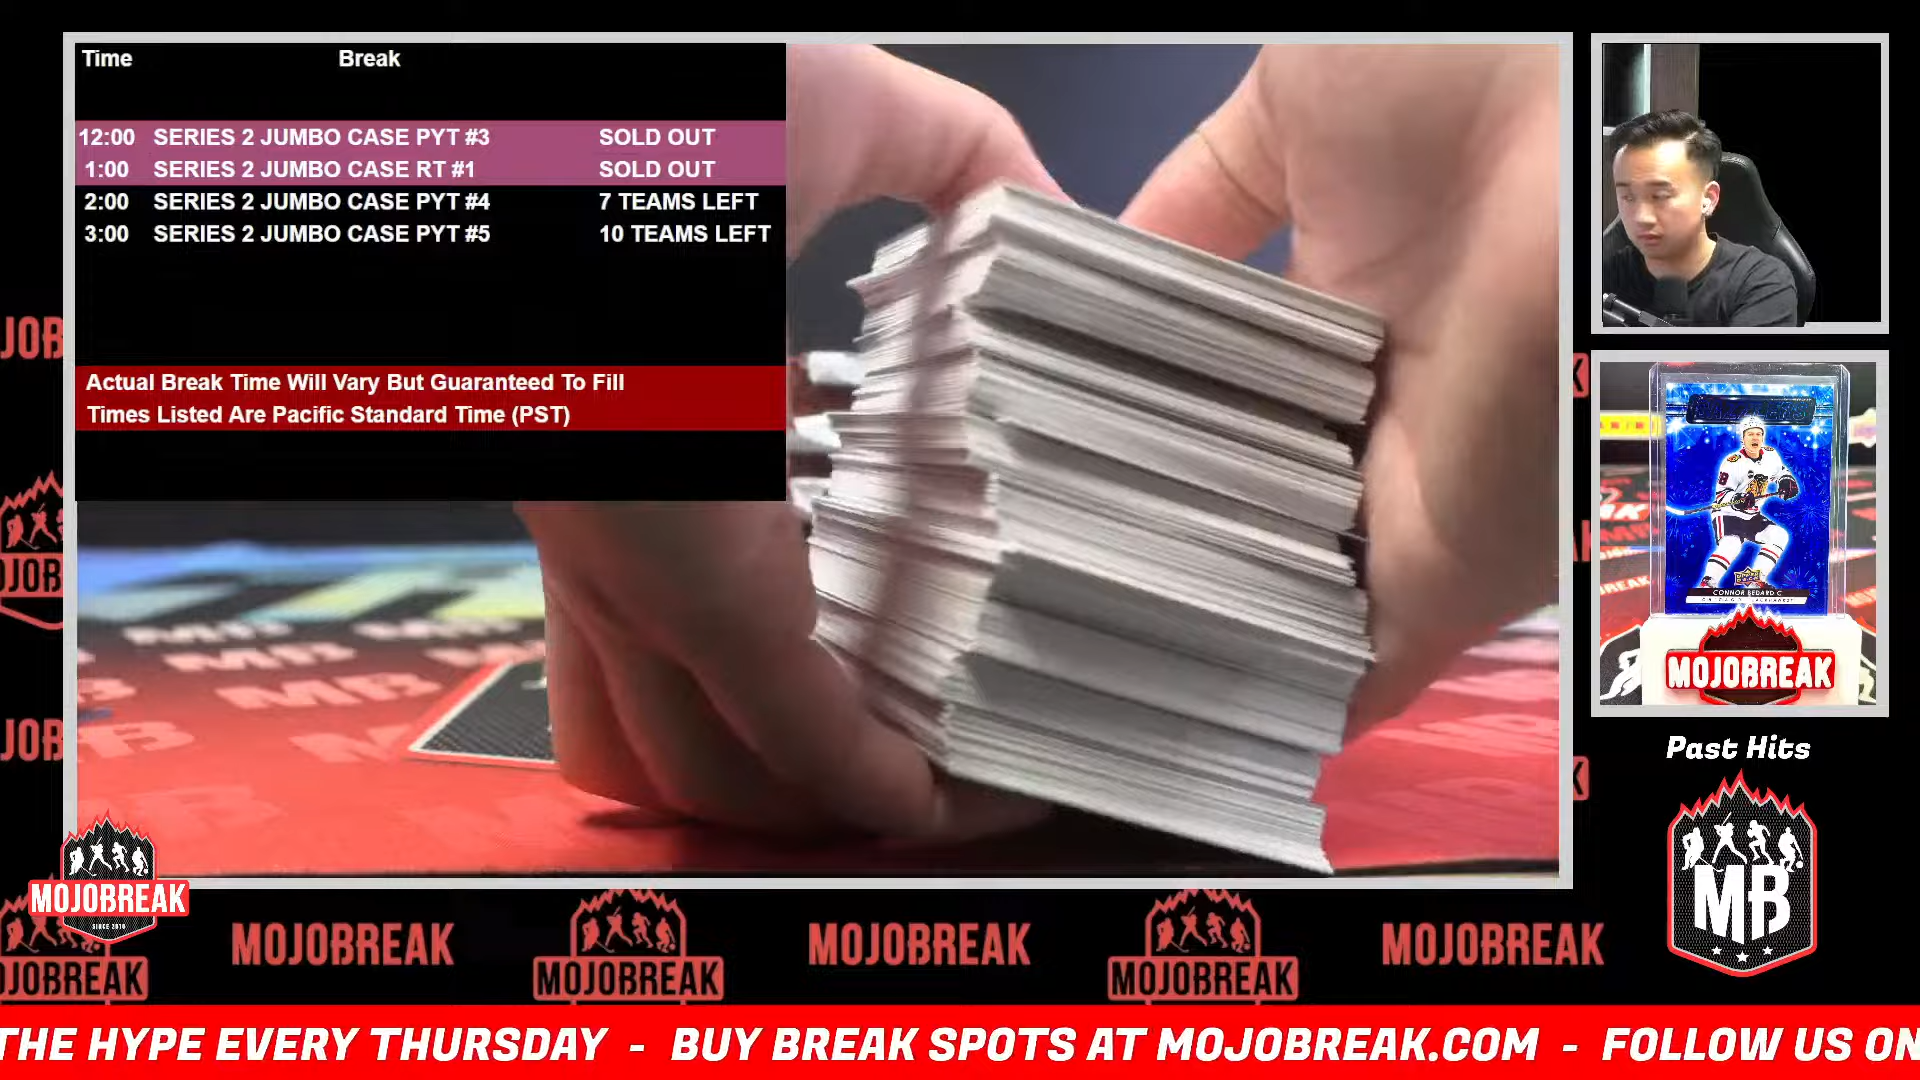 Time Break
12:00 SERIES 2 JUMBO CASE PYT #3 SOLD OUT
1:00 SERIES 2 JUMBO CASE RT #1 SOLD OUT
2:00 SERIES 2 JUMBO CASE PYT #4 7 TEAMS LEFT
3:00 SERIES 2 JUMBO CASE PYT #5 10 TEAMS LEFT
Actual Break Time Will Vary But Guaranteed To Fill
Times Listed Are Pacific Standard Time (PST)
CONNOR BEDARD C
MOJOBREAK
Past Hits
MB
MOJOBREAK
SINCE 2010
MOJOBREAK
MOJOBREAK
MOJOBREAK
MOJOBREAK
MOJOBREAK
THE HYPE EVERY THURSDAY - BUY BREAK SPOTS AT MOJOBREAK.COM - FOLLOW US ON